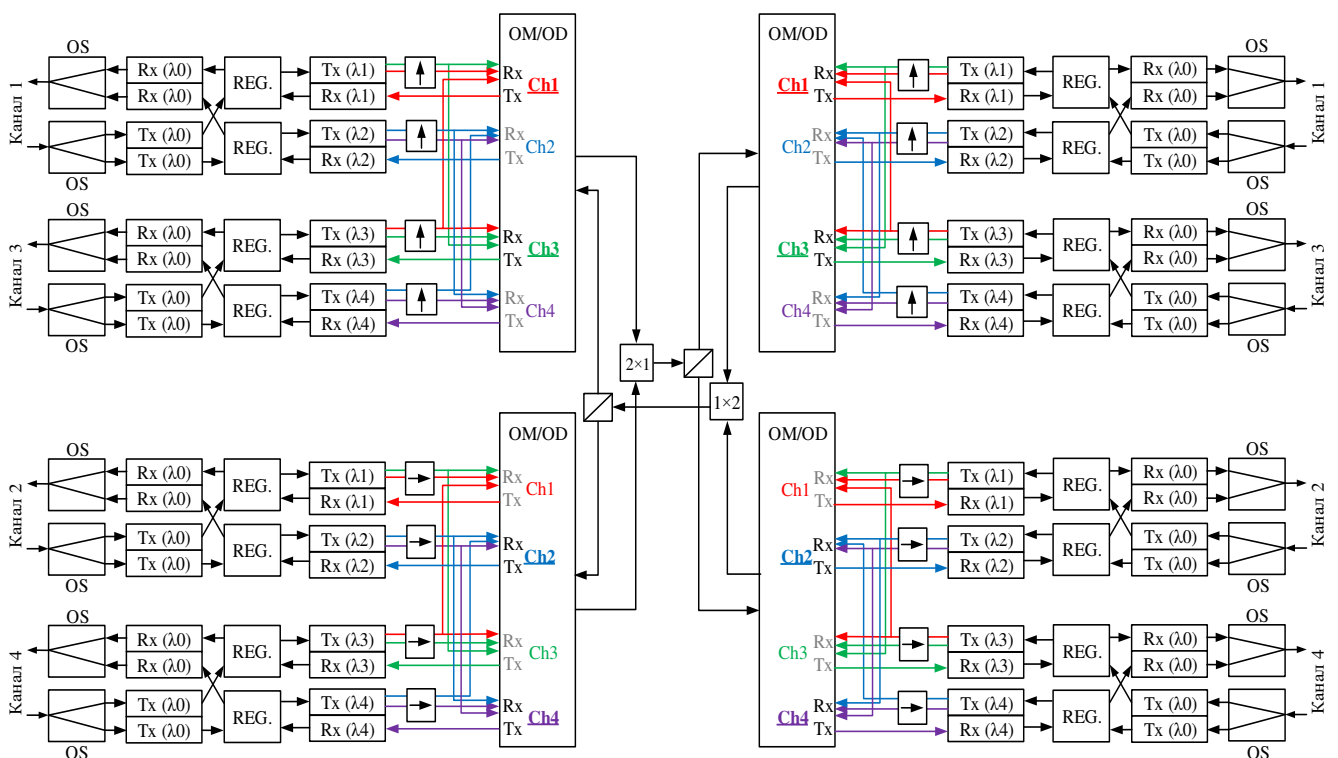 OS
Канал 1
OS
Rx (λ0)
Rx (λ0)
Tx (λ0)
Tx (λ0)
REG.
REG.
Tx (λ1)
Rx (λ1)
Tx (λ2)
Rx (λ2)
OS
Канал 3
OS
Rx (λ0)
Rx (λ0)
Tx (λ0)
Tx (λ0)
REG.
REG.
Tx (λ3)
Rx (λ3)
Tx (λ4)
Rx (λ4)
OM/OD
Rx
Ch1
Tx
Rx
Ch2
Tx
Rx
Ch3
Tx
Rx
Ch4
Tx
OM/OD
Rx
Ch1
Tx
Rx
Ch2
Tx
Rx
Ch3
Tx
Rx
Ch4
Tx
Tx (λ1)
Rx (λ1)
Tx (λ2)
Rx (λ2)
REG.
REG.
Rx (λ0)
Rx (λ0)
Tx (λ0)
Tx (λ0)
OS
Канал 1
OS
Tx (λ3)
Rx (λ3)
Tx (λ4)
Rx (λ4)
REG.
REG.
Rx (λ0)
Rx (λ0)
Tx (λ0)
Tx (λ0)
OS
Канал 3
OS
2×1
1×2
OS
Канал 2
OS
Rx (λ0)
Rx (λ0)
Tx (λ0)
Tx (λ0)
REG.
REG.
Tx (λ1)
Rx (λ1)
Tx (λ2)
Rx (λ2)
OS
Канал 4
OS
Rx (λ0)
Rx (λ0)
Tx (λ0)
Tx (λ0)
REG.
REG.
Tx (λ3)
Rx (λ3)
Tx (λ4)
Rx (λ4)
OM/OD
Rx
Ch1
Tx
Rx
Ch2
Tx
Rx
Ch3
Tx
Rx
Ch4
Tx
OM/OD
Rx
Ch1
Tx
Rx
Ch2
Tx
Rx
Ch3
Tx
Rx
Ch4
Tx
Tx (λ1)
Rx (λ1)
Tx (λ2)
Rx (λ2)
REG.
REG.
Rx (λ0)
Rx (λ0)
Tx (λ0)
Tx (λ0)
OS
Канал 2
OS
Tx (λ3)
Rx (λ3)
Tx (λ4)
Rx (λ4)
REG.
REG.
Rx (λ0)
Rx (λ0)
Tx (λ0)
Tx (λ0)
OS
Канал 4
OS